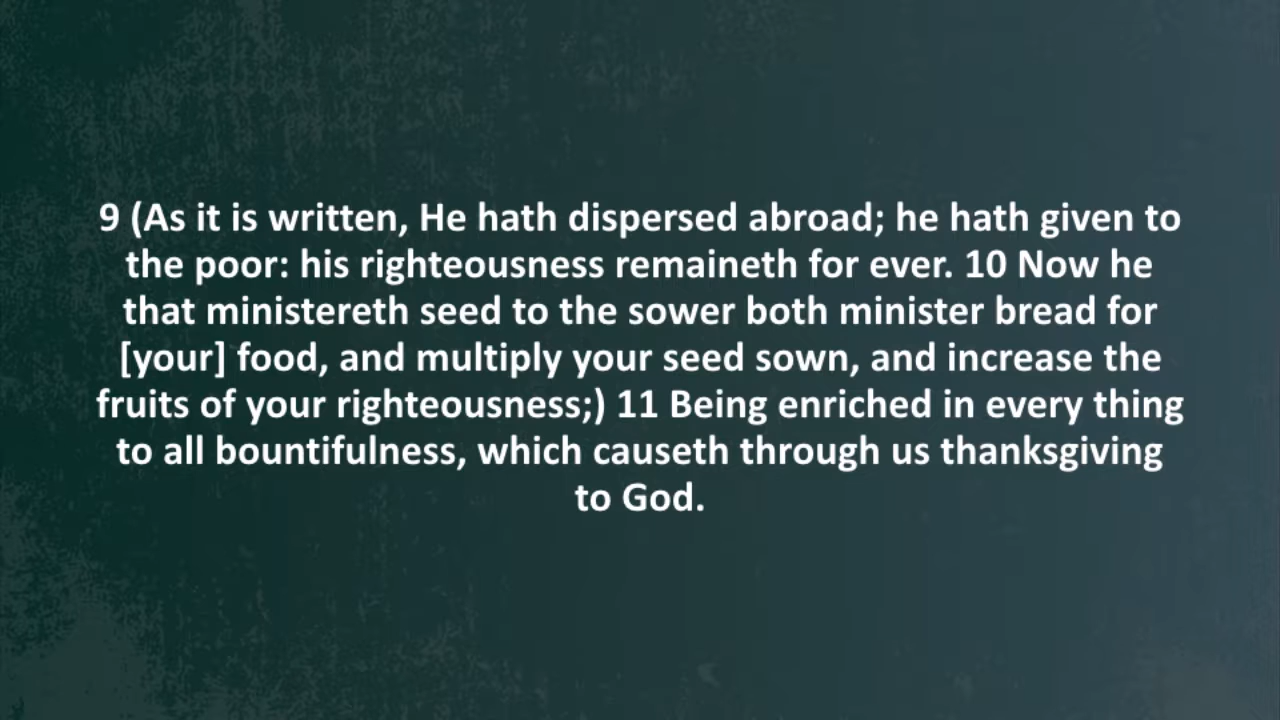 9 (As it is written, He hath dispersed abroad; he hath given to
the poor: his righteousness remaineth for ever. 10 Now he
that ministereth seed to the sower both minister bread for
[your] food, and multiply your seed sown, and increase the
fruits of your righteousness;) 11 Being enriched in every thing
to all bountifulness, which causeth through us thanksgiving
to God.